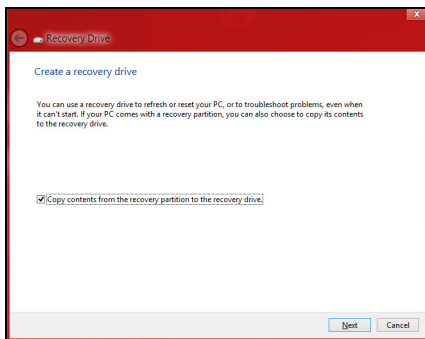 x
Recovery Drive
Create a recovery drive
You can use a recovery drive to refresh or reset your PC, or to troubleshoot problems, even when
it can't start. If your PC comes with a recovery partition, you can also choose to copy its contents
to the recovery drive.
Copy contents from the recovery partition to the recovery drive.
Next Cancel